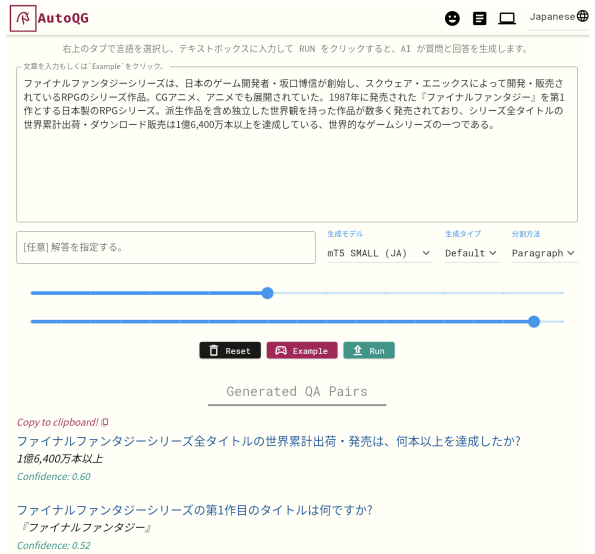 AutoQG
Japanese
右上のタブで言語を選択し、テキストボックスに入力して RUN をクリックすると、AI が質問と回答を生成します。
文章を入力もしくは`Example`をクリック。
ファイナルファンタジーシリーズは、日本のゲーム開発者・坂口博信が創始し、スクウェア・エニックスによって開発・販売さ
れているRPGのシリーズ作品。CGアニメ、アニメでも展開されていた。1987年に発売された『ファイナルファンタジー』を第1
作とする日本製のRPGシリーズ。派生作品を含め独立した世界観を持った作品が数多く発売されており、シリーズ全タイトルの
世界累計出荷・ダウンロード販売は1億6,400万本以上を達成している、世界的なゲームシリーズの一つである。
[任意] 解答を指定する。
生成モデル
mT5 SMALL (JA)
生成タイプ
Default
分割方法
Paragraph
Reset
Example
Run
Generated QA Pairs
Copy to clipboard!
ファイナルファンタジーシリーズ全タイトルの世界累計出荷・発売は、何本以上を達成したか?
1億6,400万本以上
Confidence: 0.60
ファイナルファンタジーシリーズの第1作目のタイトルは何ですか?
『ファイナルファンタジー』
Confidence: 0.52